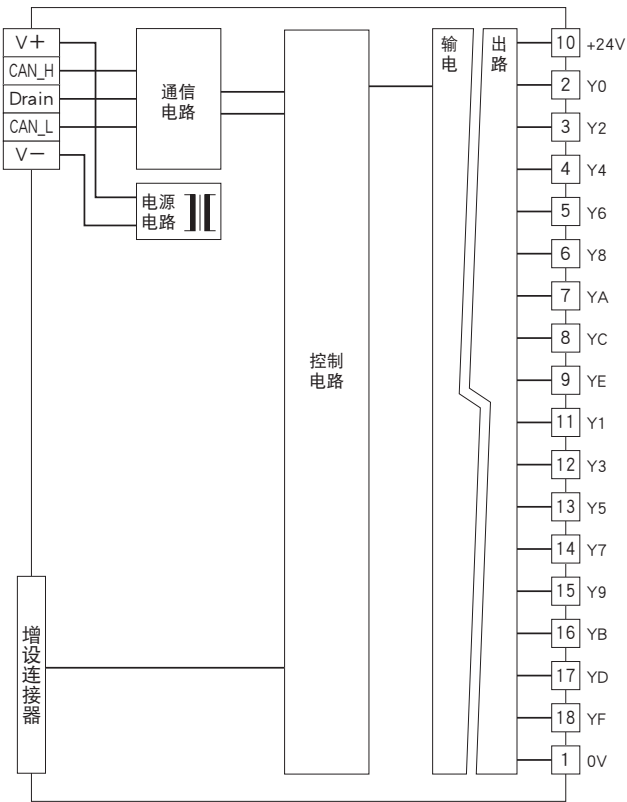 V+
CAN_H
Drain
CAN_L
V−
通信
电路
电源
电路
控制
电路
输 出
电 路
增设连接器
10 +24V
2 Y0
3 Y2
4 Y4
5 Y6
6 Y8
7 YA
8 YC
9 YE
11 Y1
12 Y3
13 Y5
14 Y7
15 Y9
16 YB
17 YD
18 YF
1 0V